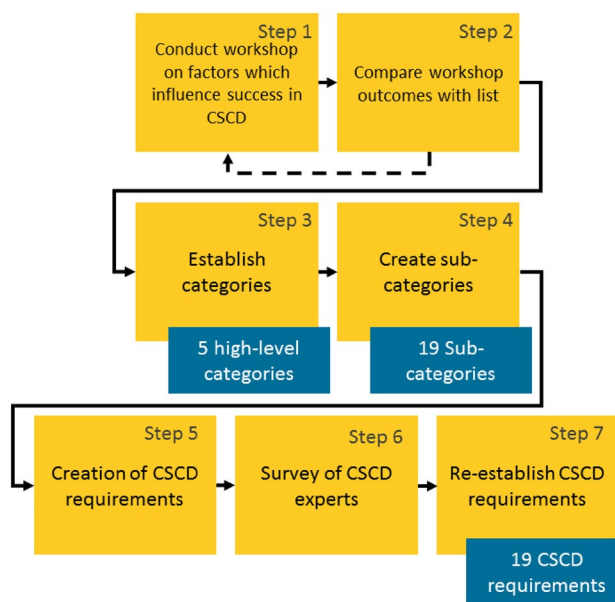 Step 1
Conduct workshop
on factors which
influence success in
CSCD
Step 2
Compare workshop
outcomes with list
Step 3
Establish
categories
5 high-level
categories
Step 4
Create sub-
categories
19 Sub-
categories
Step 5
Creation of CSCD
requirements
Step 6
Survey of CSCD
experts
Step 7
Re-establish CSCD
requirements
19 CSCD
requirements